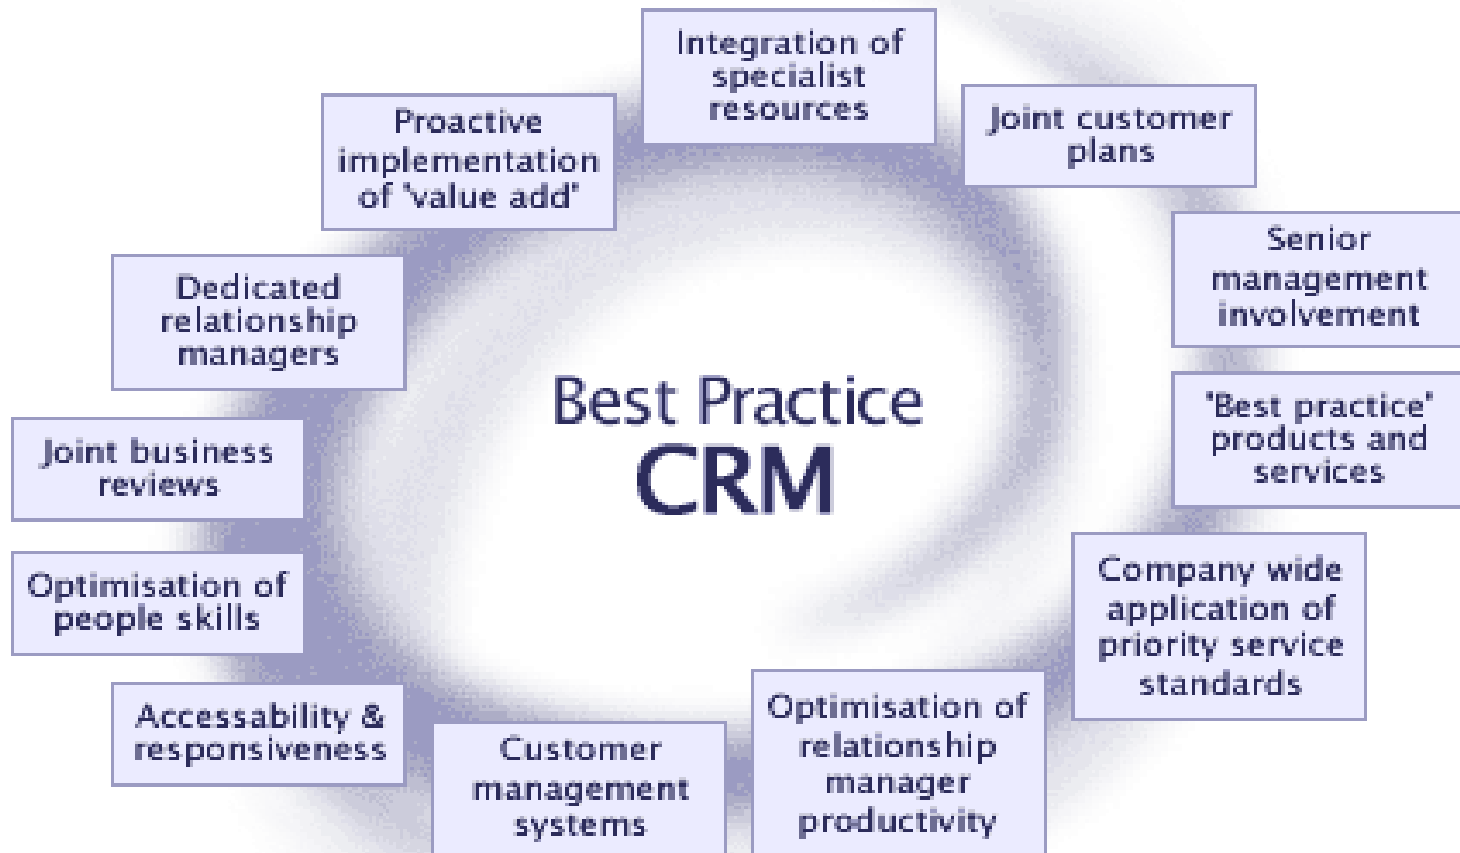 Integration of
specialist
resources
Joint customer
plans
Proactive
implementation
of "value add"
Senior
management
involvement
Dedicated
relationship
managers
"Best practice"
products and
services
Best Practice
CRM
Joint business
reviews
Company wide
application of
priority service
standards
Optimisation of
people skills
Accessability &
responsiveness
Optimisation of
relationship
manager
productivity
Customer
management
systems